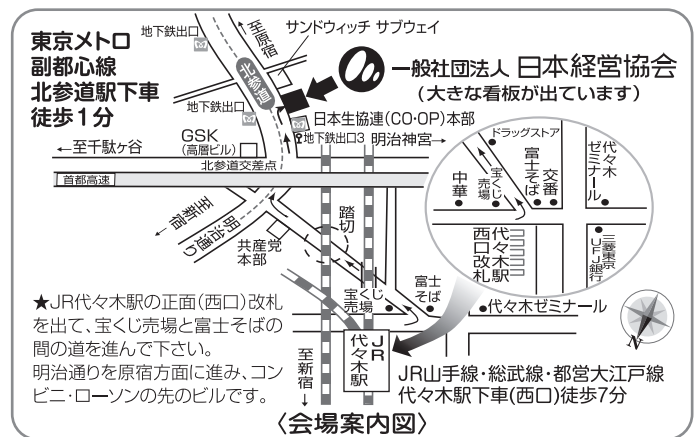 東京メトロ
副都心線
北参道駅下車
徒歩1分
地下鉄出口
至原宿
サンドウィッチ サブウェイ
北参道
一般社団法人 日本経営協会
(大きな看板が出ています)
地下鉄出口
日本生協連(CO・OP)本部
地下鉄出口3
明治神宮→
GSK
(高層ビル)
←至千駄ヶ谷
北参道交差点
首都高速
至新宿
明治通り
共産党
本部
踏切
宝くじ
売場
富士
そば
代々木ゼミナール
ドラッグストア
中華
宝くじ
売場
富士そば
交番
代々木
ゼミナール
代々木駅
西口改札
三菱東京
UFJ銀行
★JR代々木駅の正面(西口)改札
を出て、宝くじ売場と富士そばの
間の道を進んで下さい。
明治通りを原宿方面に進み、コン
ビニ・ローソンの先のビルです。
至新宿→
JR
代々木駅
JR山手線・総武線・都営大江戸線
代々木駅下車(西口)徒歩7分
N
〈会場案内図〉